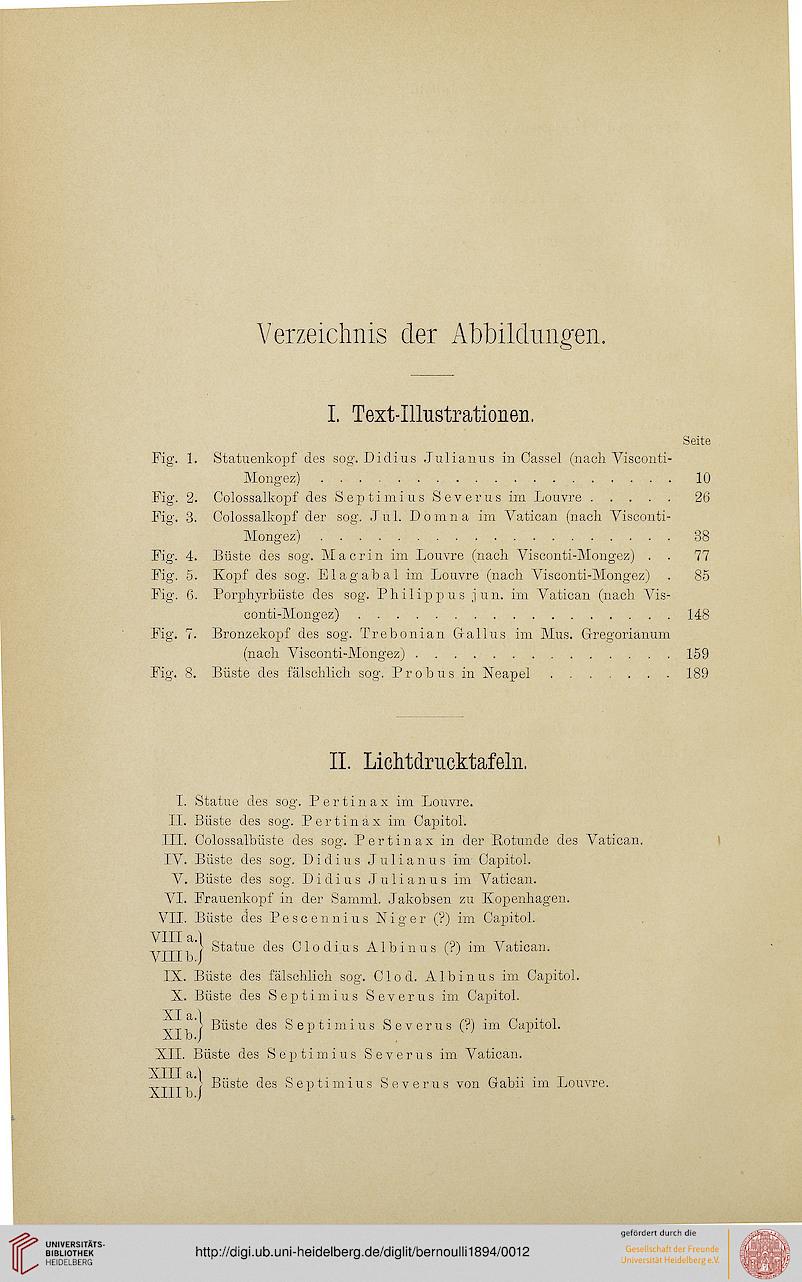 Verzeichnis der Abbildungen.
I. Text-Illustrationen.
Seite
Fig. 1. Statuenkopf des sog. Didius Julianus in Cassel (nach Visconti-
Mongez) . . . . . . . . . . . . . . . . . . . 10
Fig. 2. Colossalkopf des Septimius Severus im Louvre . . . . . 26
Fig. 3. Colossalkopf der sog. Jul. Domna im Vatican (nach Visconti-
Mongez) . . . . . . . . . . . . . . . . . . . 38
Fig. 4. Büste des sog. Macrin im Louvre (nach Visconti-Mongez) . . 77
Fig. 5. Kopf des sog. Elagabal im Louvre (nach Visconti-Mongez) . 85
Fig. 6. Porphyrbüste des sog. Philippus jun. im Vatican (nach Vis-
conti-Mongez) . . . . . . . . . . . . . . . . . 148
Fig. 7. Bronzekopf des sog. Trebonian Gallus im Mus. Gregorianum
(nach Visconti-Mongez) . . . . . . . . . . . . . . 159
Fig. 8. Büste des fälschlich sog. Probus in Neapel . . . . . . . 189
II. Lichtdrucktafeln.
I. Statue des sog. Pertinax im Louvre.
II. Büste des sog. Pertinax im Capitol.
III. Colossalbüste des sog. Pertinax in der Rotunde des Vatican.
IV. Büste des sog. Didius Julianus im Capitol.
V. Büste des sog. Didius Julianus im Vatican.
VI. Frauenkopf in der Samml. Jakobsen zu Kopenhagen.
VII. Büste des Pescennius Niger (?) im Capitol.
VIII a.}
VIII b.} Statue des Clodius Albinus (?) im Vatican.
IX. Büste des fälschlich sog. Clod. Albinus im Capitol.
X. Büste des Septimius Severus im Capitol.
XI a.}
XI b.} Büste des Septimius Severus (?) im Capitol.
XII. Büste des Septimius Severus im Vatican.
XIII a.}
XIII b.} Büste des Septimius Severus von Gabii im Louvre.
UNIVERSITÄTS-
BIBLIOTHEK
HEIDELBERG
http://digi.ub.uni-heidelberg.de/diglit/bernoulli1894/0012
gefördert durch die
Gesellschaft der Freunde
Universität Heidelberg e.V.